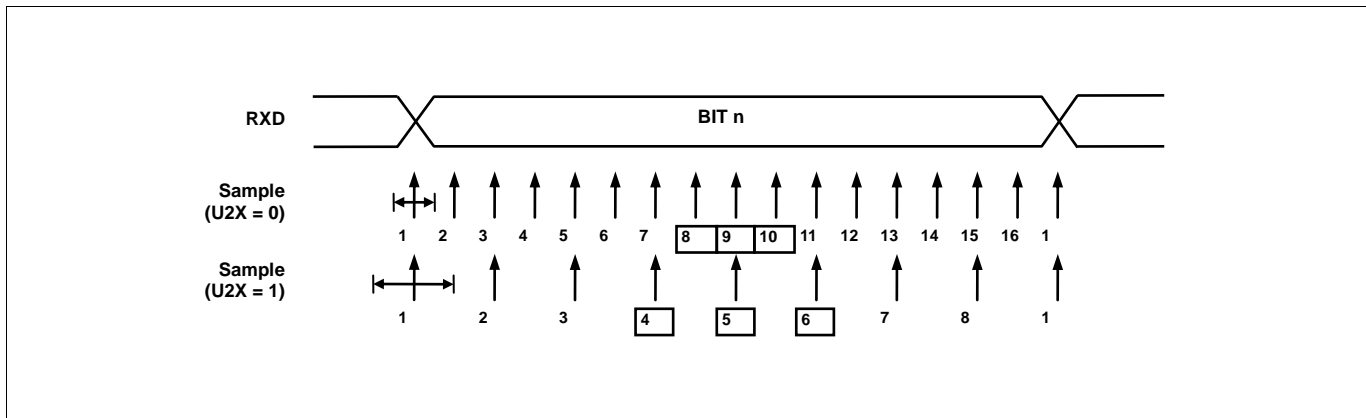 RXD
BIT n
Sample
(U2X = 0)
1 2 3 4 5 6 7 8 9 10 11 12 13 14 15 16 1
Sample
(U2X = 1)
1 2 3 4 5 6 7 8 1